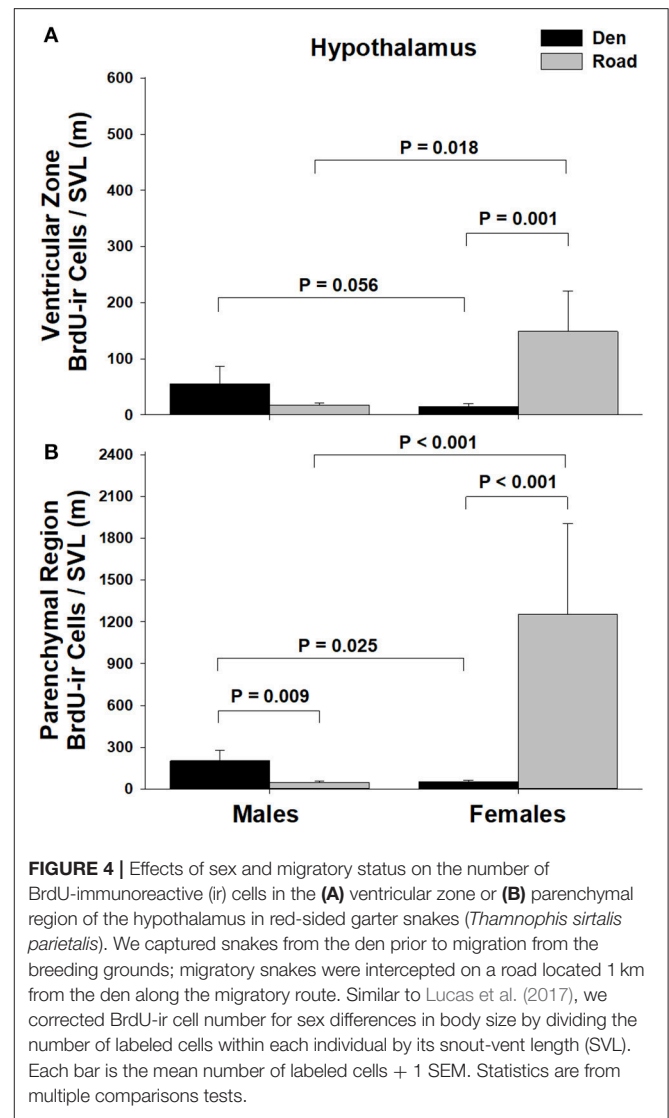 A
Hypothalamus
Den
Road
Ventricular Zone
BrdU-ir Cells / SVL (m)
600
500
400
300
200
100
0
P = 0.018
P = 0.001
P = 0.056
B
Parenchymal Region
BrdU-ir Cells / SVL (m)
2400
2100
1800
1500
1200
900
600
300
0
P < 0.001
P < 0.001
P = 0.025
P = 0.009
Males
Females
FIGURE 4 | Effects of sex and migratory status on the number of
BrdU-immunoreactive (ir) cells in the (A) ventricular zone or (B) parenchymal
region of the hypothalamus in red-sided garter snakes (Thamnophis sirtalis
parietalis). We captured snakes from the den prior to migration from the
breeding grounds; migratory snakes were intercepted on a road located 1 km
from the den along the migratory route. Similar to Lucas et al. (2017), we
corrected BrdU-ir cell number for sex differences in body size by dividing the
number of labeled cells within each individual by its snout-vent length (SVL).
Each bar is the mean number of labeled cells + 1 SEM. Statistics are from
multiple comparisons tests.